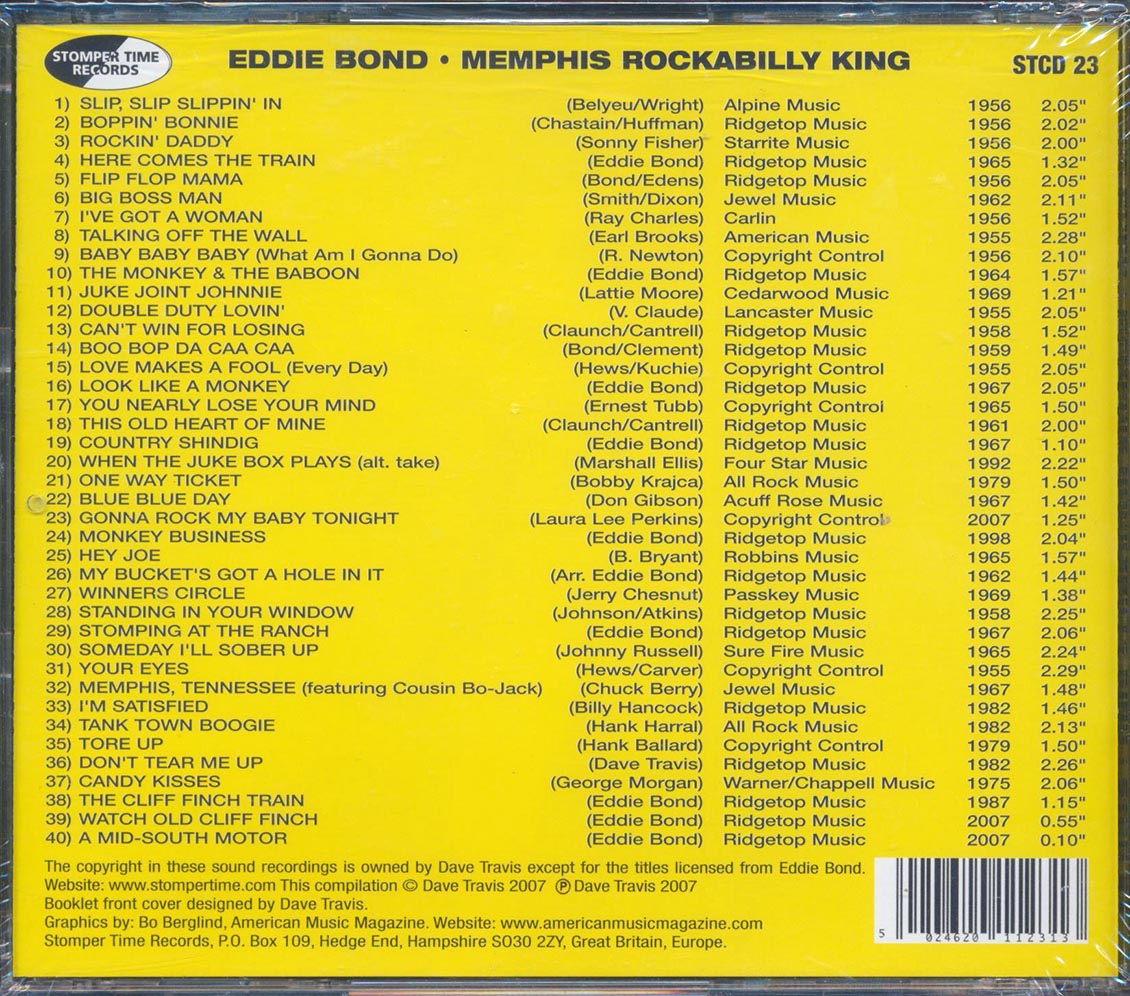 STOMPER TIME
RECORDS
EDDIE BOND • MEMPHIS ROCKABILLY KING
STCD 23
1) SLIP, SLIP SLIPPIN' IN (Belyeu/Wright) Alpine Music 1956 2.05"
2) BOPPIN' BONNIE (Chastain/Huffman) Ridgetop Music 1956 2.02"
3) ROCKIN' DADDY (Sonny Fisher) Starrite Music 1956 2.00"
4) HERE COMES THE TRAIN (Eddie Bond) Ridgetop Music 1965 1.32"
5) FLIP FLOP MAMA (Bond/Edens) Ridgetop Music 1956 2.05"
6) BIG BOSS MAN (Smith/Dixon) Jewel Music 1962 2.11"
7) I'VE GOT A WOMAN (Ray Charles) Carlin 1956 1.52"
8) TALKING OFF THE WALL (Earl Brooks) American Music 1955 2.28"
9) BABY BABY BABY (What Am I Gonna Do) (R. Newton) Copyright Control 1956 2.10"
10) THE MONKEY & THE BABOON (Eddie Bond) Ridgetop Music 1964 1.57"
11) JUKE JOINT JOHNNIE (Lattie Moore) Cedarwood Music 1969 1.21"
12) DOUBLE DUTY LOVIN' (V. Claude) Lancaster Music 1955 2.05"
13) CAN'T WIN FOR LOSING (Claunch/Cantrell) Ridgetop Music 1958 1.52"
14) BOO BOP DA CAA CAA (Bond/Clement) Ridgetop Music 1959 1.49"
15) LOVE MAKES A FOOL (Every Day) (Hews/Kuchie) Copyright Control 1955 2.05"
16) LOOK LIKE A MONKEY (Eddie Bond) Ridgetop Music 1967 2.05"
17) YOU NEARLY LOSE YOUR MIND (Ernest Tubb) Copyright Control 1965 1.50"
18) THIS OLD HEART OF MINE (Claunch/Cantrell) Ridgetop Music 1961 2.00"
19) COUNTRY SHINDIG (Eddie Bond) Ridgetop Music 1967 1.10"
20) WHEN THE JUKE BOX PLAYS (alt. take) (Marshall Ellis) Four Star Music 1992 2.22"
21) ONE WAY TICKET (Bobby Krajca) All Rock Music 1979 1.50"
22) BLUE BLUE DAY (Don Gibson) Acuff Rose Music 1967 1.42"
23) GONNA ROCK MY BABY TONIGHT (Laura Lee Perkins) Copyright Control 2007 1.25"
24) MONKEY BUSINESS (Eddie Bond) Ridgetop Music 1998 2.04"
25) HEY JOE (B. Bryant) Robbins Music 1965 1.57"
26) MY BUCKET'S GOT A HOLE IN IT (Arr. Eddie Bond) Ridgetop Music 1962 1.44"
27) WINNERS CIRCLE (Jerry Chesnut) Passkey Music 1969 1.38"
28) STANDING IN YOUR WINDOW (Johnson/Atkins) Ridgetop Music 1958 2.25"
29) STOMPING AT THE RANCH (Eddie Bond) Ridgetop Music 1967 2.06"
30) SOMEDAY I'LL SOBER UP (Johnny Russell) Sure Fire Music 1965 2.24"
31) YOUR EYES (Hews/Carver) Copyright Control 1955 2.29"
32) MEMPHIS, TENNESSEE (featuring Cousin Bo-Jack) (Chuck Berry) Jewel Music 1967 1.48"
33) I'M SATISFIED (Billy Hancock) Ridgetop Music 1982 1.46"
34) TANK TOWN BOOGIE (Hank Harral) All Rock Music 1982 2.13"
35) TORE UP (Hank Ballard) Copyright Control 1979 1.50"
36) DON'T TEAR ME UP (Dave Travis) Ridgetop Music 1982 2.26"
37) CANDY KISSES (George Morgan) Warner/Chappell Music 1975 2.06"
38) THE CLIFF FINCH TRAIN (Eddie Bond) Ridgetop Music 1987 1.15"
39) WATCH OLD CLIFF FINCH (Eddie Bond) Ridgetop Music 2007 0.55"
40) A MID-SOUTH MOTOR (Eddie Bond) Ridgetop Music 2007 0.10"
The copyright in these sound recordings is owned by Dave Travis except for the titles licensed from Eddie Bond.
Website: www.stompertime.com This compilation © Dave Travis 2007 ℗ Dave Travis 2007
Booklet front cover designed by Dave Travis.
Graphics by: Bo Berglind, American Music Magazine. Website: www.americanmusicmagazine.com
Stomper Time Records, P.O. Box 109, Hedge End, Hampshire SO30 2ZY, Great Britain, Europe.
5 024620 112313